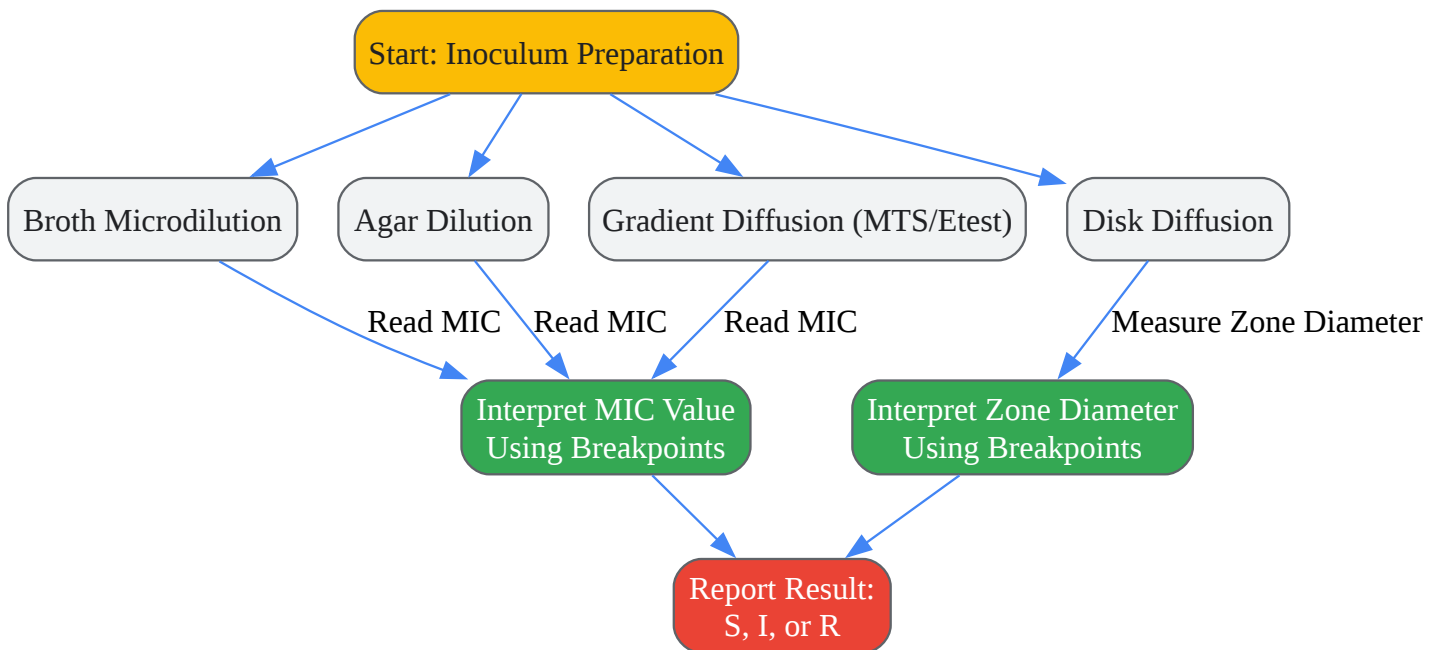 Start: Inoculum Preparation
Broth Microdilution
Agar Dilution
Gradient Diffusion (MTS/Etest)
Disk Diffusion
Read MIC
Read MIC
Read MIC
Measure Zone Diameter
Interpret MIC Value
Using Breakpoints
Interpret Zone Diameter
Using Breakpoints
Report Result:
S, I, or R